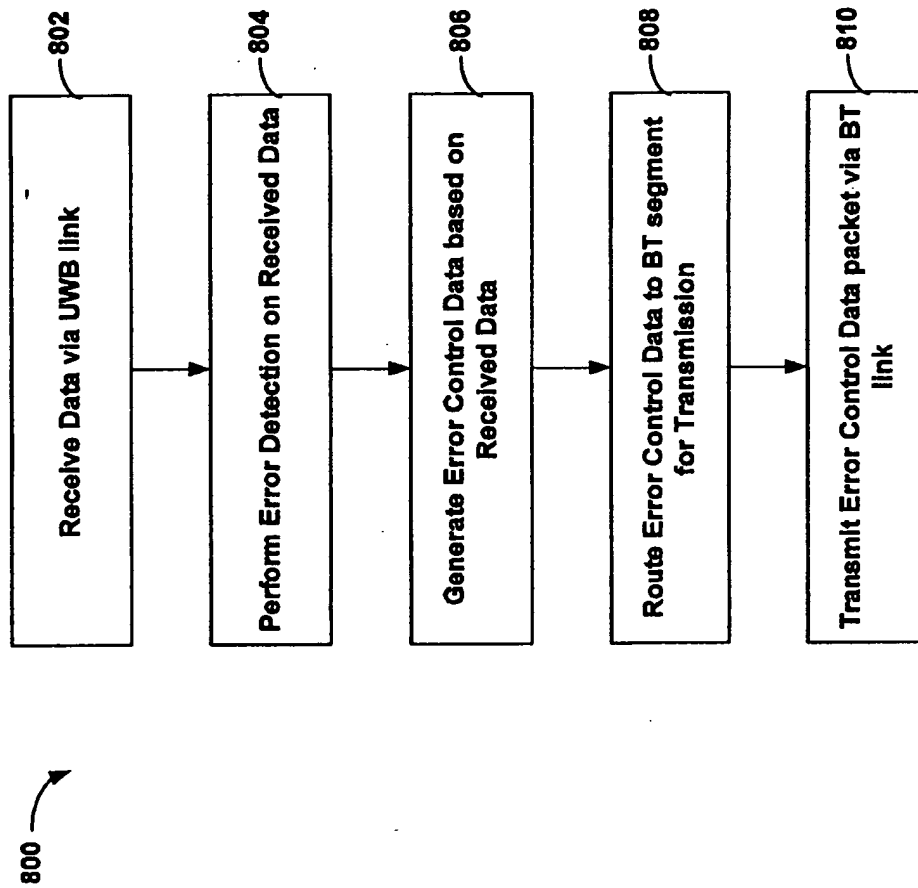 800
Receive Data via UWB link
802
Perform Error Detection on Received Data
804
Generate Error Control Data based on
Received Data
806
Route Error Control Data to BT segment
for Transmission
808
Transmit Error Control Data packet via BT
link
810